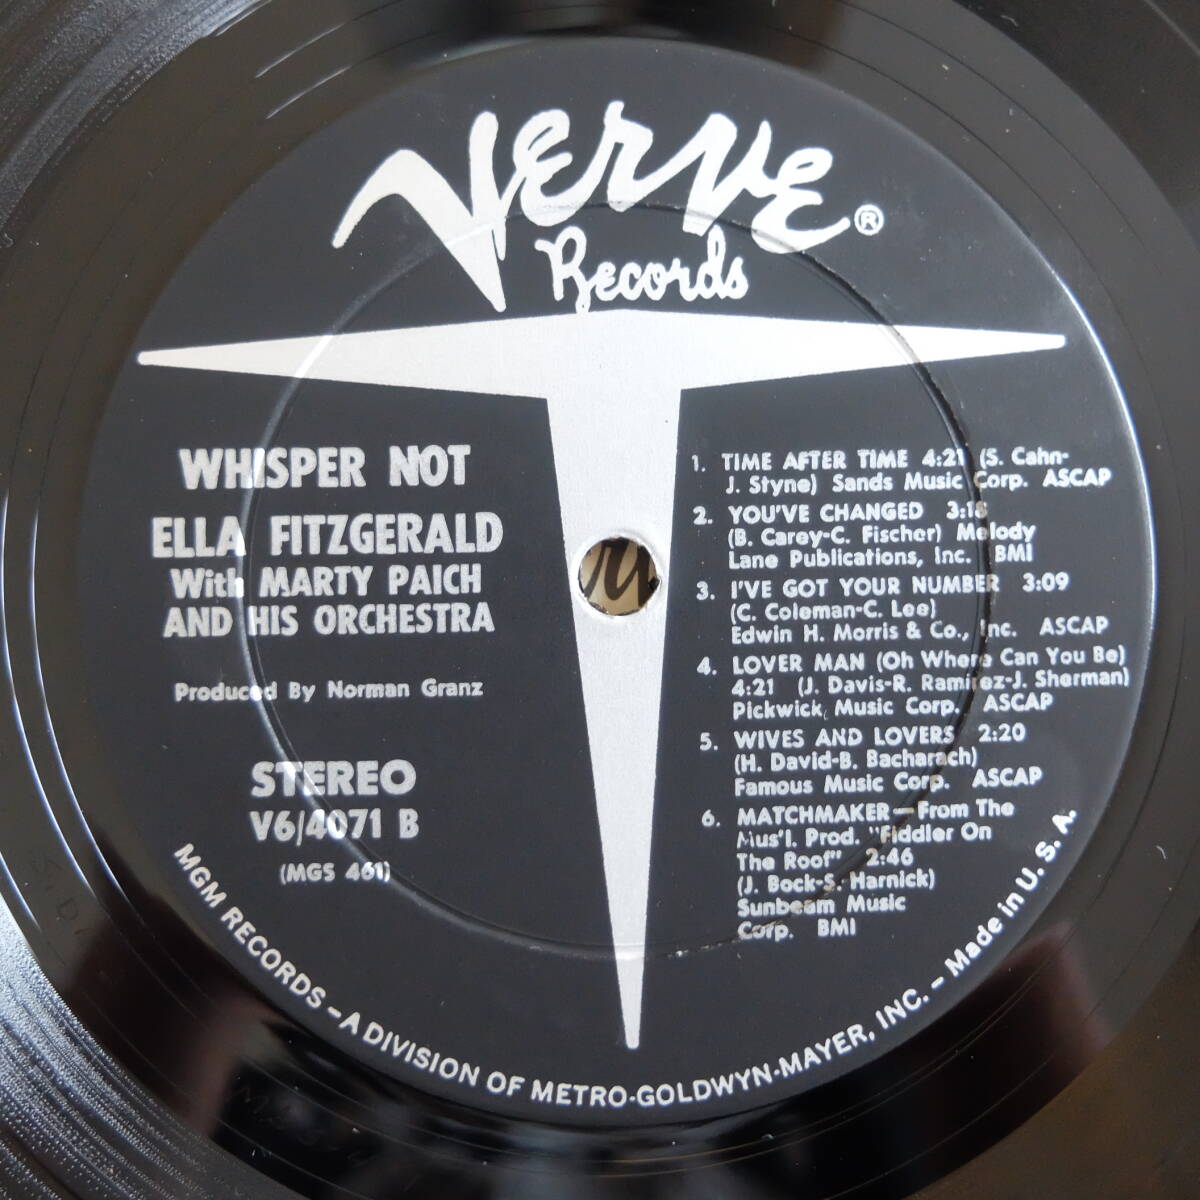 Verve®
Records
WHISPER NOT
ELLA FITZGERALD
With MARTY PAICH
AND HIS ORCHESTRA
Produced By Norman Granz
STEREO
V6/4071 B
(MGS 461)
1. TIME AFTER TIME 4:21 (S. Cahn-
J. Styne) Sands Music Corp. ASCAP
2. YOU'VE CHANGED 3:18
(B. Carey-C. Fischer) Melody
Lane Publications, Inc. BMI
3. I'VE GOT YOUR NUMBER 3:09
(C. Coleman-C. Lee)
Edwin H. Morris & Co., Inc. ASCAP
4. LOVER MAN (Oh Where Can You Be)
4:21 (J. Davis-R. Ramirez-J. Sherman)
Pickwick Music Corp. ASCAP
5. WIVES AND LOVERS 2:20
(H. David-B. Bacharach)
Famous Music Corp. ASCAP
6. MATCHMAKER—From The
Mus'l. Prod. "Fiddler On
The Roof" 2:46
(J. Bock-S. Harnick)
Sunbeam Music
Corp. BMI
MGM RECORDS – A DIVISION OF METRO-GOLDWYN-MAYER, INC. – Made in U. S. A.